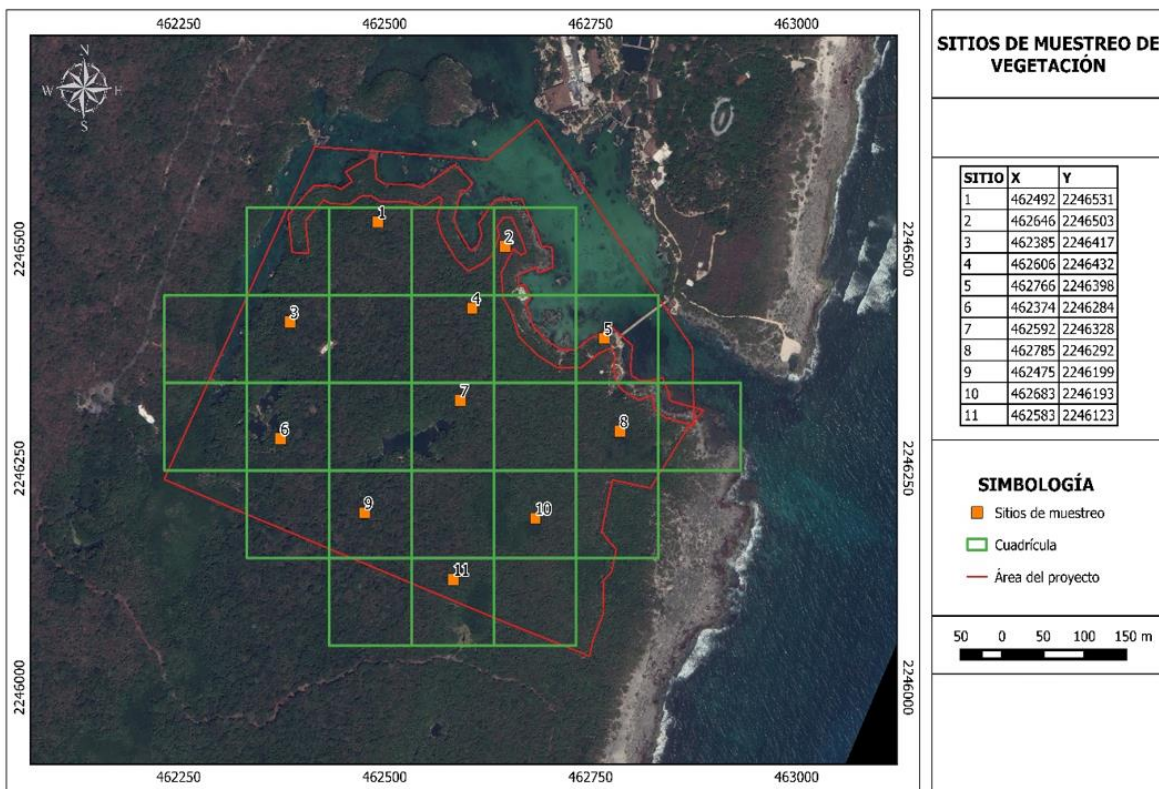 462250 462500 462750 463000
N
W E
S
2246500
2246250
2246000
1
2
3
4
5
6
7
8
9
10
11
2246500
2246250
2246000
462250 462500 462750 463000
SITIOS DE MUESTREO DE
VEGETACIÓN
SITIO X Y
1 462492 2246531
2 462646 2246503
3 462385 2246417
4 462606 2246432
5 462766 2246398
6 462374 2246284
7 462592 2246328
8 462785 2246292
9 462475 2246199
10 462683 2246193
11 462583 2246123
SIMBOLOGÍA
Sitios de muestreo
Cuadrícula
Área del proyecto
50 0 50 100 150 m